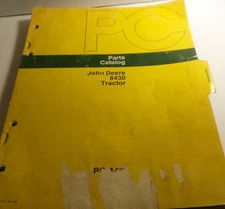 PC
Parts
Catalog
John Deere
8430
Tractor